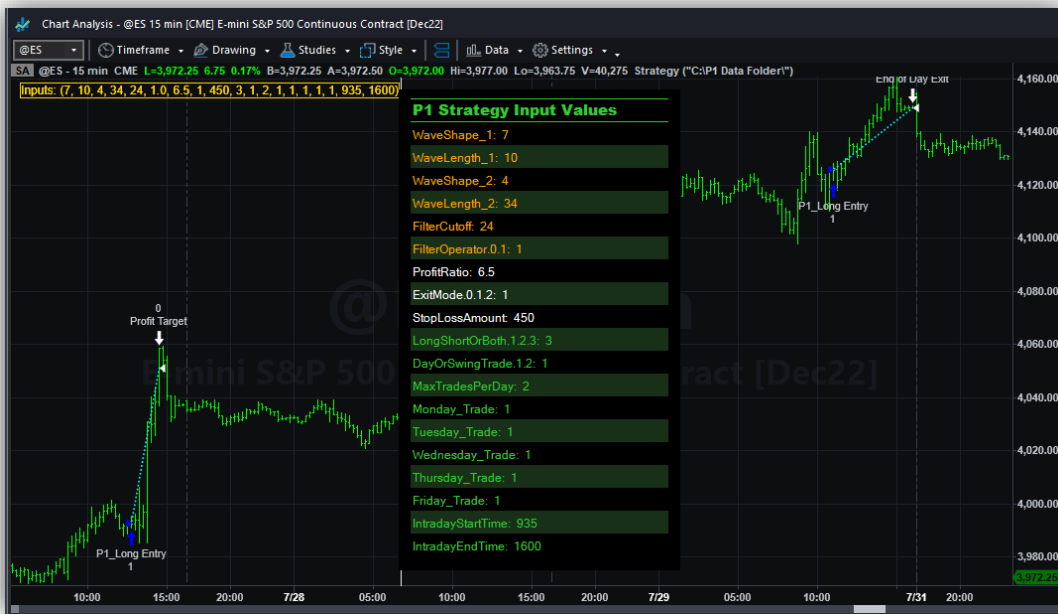 Chart Analysis - @ES 15 min [CME] E-mini S&P 500 Continuous Contract [Dec22]
@ES Timeframe Drawing Studies Style Data Settings
SA @ES - 15 min CME L=3,972.25 6.75 0.17% B=3,972.25 A=3,972.50 O=3,972.00 Hi=3,977.00 Lo=3,963.75 V=40,275 Strategy ("C:\P1 Data Folder\")
Inputs: (7, 10, 4, 34, 24, 1.0, 6.5, 1, 450, 3, 1, 2, 1, 1, 1, 1, 1, 935, 1600)
P1 Strategy Input Values
WaveShape_1: 7
WaveLength_1: 10
WaveShape_2: 4
WaveLength_2: 34
FilterCutoff: 24
FilterOperator.0.1: 1
ProfitRatio: 6.5
ExitMode.0.1.2: 1
StopLossAmount: 450
LongShortOrBoth.1.2.3: 3
DayOrSwingTrade.1.2: 1
MaxTradesPerDay: 2
Monday_Trade: 1
Tuesday_Trade: 1
Wednesday_Trade: 1
Thursday_Trade: 1
Friday_Trade: 1
IntradayStartTime: 935
IntradayEndTime: 1600
0
Profit Target
P1_Long Entry
1
End of Day Exit
P1_Long Entry
1
@
E-mini S&P 500
ract [Dec22]
4,160.00
4,140.00
4,120.00
4,100.00
4,080.00
4,060.00
4,040.00
4,020.00
4,000.00
3,980.00
3,972.25
10:00 15:00 20:00 7/28 05:00 10:00 15:00 20:00 7/29 05:00 10:00 7/31 20:00